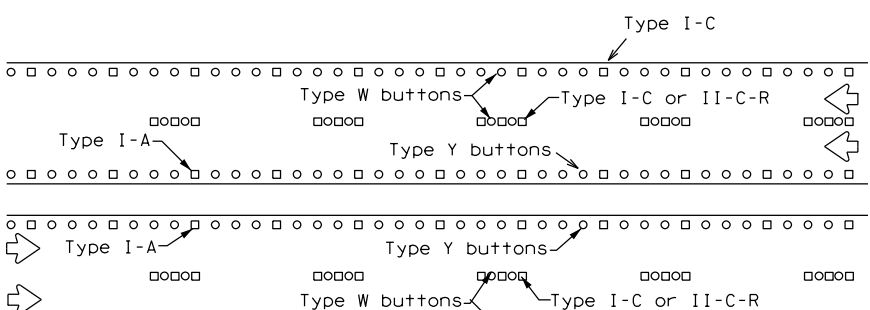 Type I-C
Type W buttons
Type I-C or II-C-R
Type I-A
Type Y buttons
Type I-A
Type Y buttons
Type W buttons
Type I-C or II-C-R